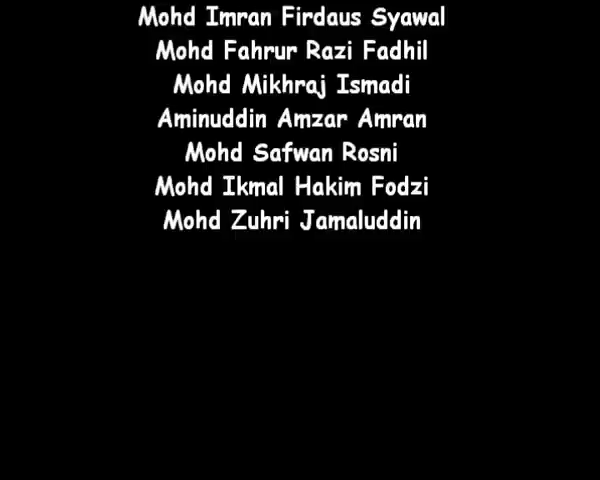 Mohd Imran Firdaus Syawal
Mohd Fahrur Razi Fadhil
Mohd Mikhraj Ismadi
Aminuddin Amzar Amran
Mohd Safwan Rosni
Mohd Ikmal Hakim Fodzi
Mohd Zuhri Jamaluddin